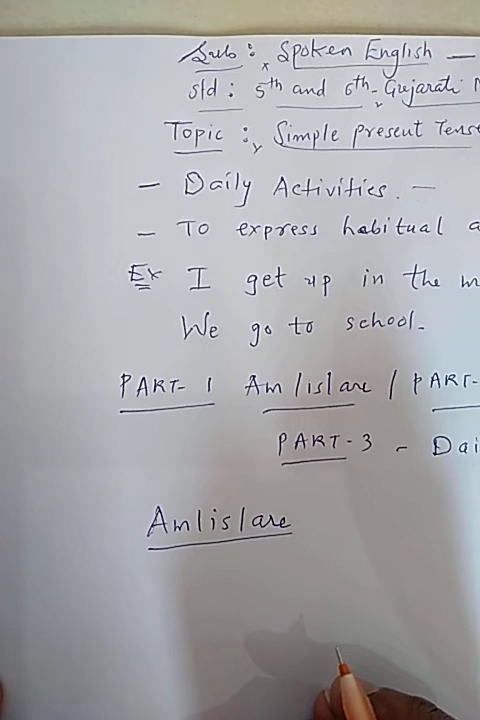 Sub : Spoken English —
Std : 5th and 6th - Gujarati
Topic : Simple Present Tense
— Daily Activities. —
— To express habitual a
Ex I get up in the m
We go to school.
PART-1 Am/is/are / PART-
PART-3 - Dai
Am/is/are